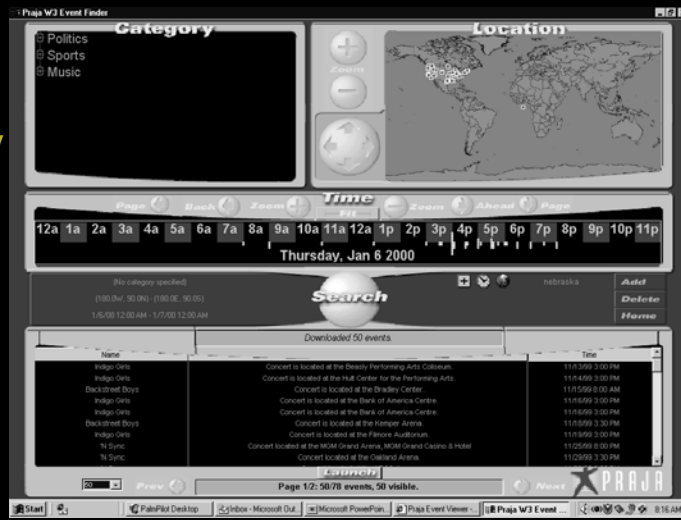 Praja W3 Event Finder
Category
Location
Politics
Sports
Music
Zoom
Time
Page Back Zoom Fit Zoom Ahead Page
12a 1a 2a 3a 4a 5a 6a 7a 8a 9a 10a 11a 12a 1p 2p 3p 4p 5p 6p 7p 8p 9p 10p 11p
Thursday, Jan 6 2000
(No category specified)
(180.0W, 90.0N) - (180.0E, 90.0S)
1/6/00 12:00 AM - 1/7/00 12:00 AM
Search
nebraska
Add
Delete
Home
Downloaded 50 events.
Name Time
Indigo Girls Concert is located at the Beasly Performing Arts Coliseum. 11/13/99 3:00 PM
Indigo Girls Concert is located at the Hult Center for the Performing Arts. 11/14/99 3:00 PM
Backstreet Boys Concert is located at the Bradley Center. 11/15/99 8:00 AM
Indigo Girls Concert is located at the Bank of America Centre. 11/16/99 3:00 PM
Indigo Girls Concert is located at the Bank of America Centre. 11/16/99 3:00 PM
Backstreet Boys Concert is located at the Kemper Arena. 11/18/99 3:00 PM
Indigo Girls Concert is located at the Filmore Auditorium. 11/19/99 3:30 PM
'N Sync Concert located at the MGM Grand Arena, MGM Grand Casino & Hotel 11/25/99 8:00 PM
'N Sync Concert located at the Oakland Arena. 11/29/99 3:30 PM
Launch
50 Prev Page 1/2: 50/78 events, 50 visible. Next PRAJA
Start PalmPilot Desktop Inbox - Microsoft Out... Microsoft PowerPoin... Praja Event Viewer -... Praja W3 Event ... 8:16 AM